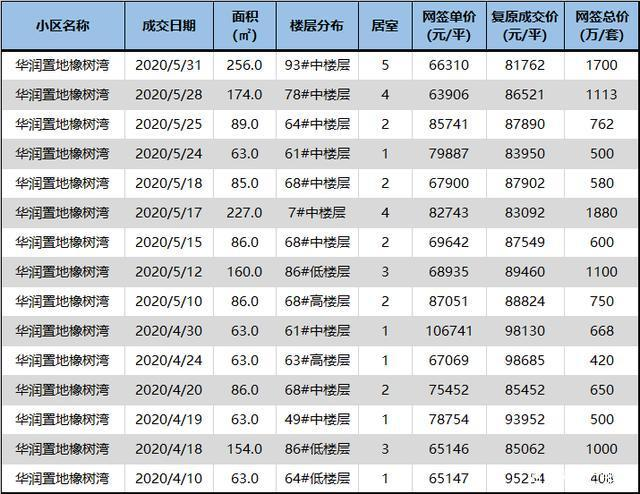 小区名称 成交日期 面积(㎡) 楼层分布 居室 网签单价(元/平) 复原成交价(元/平) 网签总价(万/套)
华润置地橡树湾 2020/5/31 256.0 93#中楼层 5 66310 81762 1700
华润置地橡树湾 2020/5/28 174.0 78#中楼层 4 63906 86521 1113
华润置地橡树湾 2020/5/25 89.0 64#中楼层 2 85741 87890 762
华润置地橡树湾 2020/5/24 63.0 61#中楼层 1 79887 83950 500
华润置地橡树湾 2020/5/18 85.0 68#中楼层 2 67900 87902 580
华润置地橡树湾 2020/5/17 227.0 7#中楼层 4 82743 83092 1880
华润置地橡树湾 2020/5/15 86.0 68#中楼层 2 69642 87549 600
华润置地橡树湾 2020/5/12 160.0 86#低楼层 3 68935 89460 1100
华润置地橡树湾 2020/5/10 86.0 68#高楼层 2 87051 88824 750
华润置地橡树湾 2020/4/30 63.0 61#中楼层 1 106741 98130 668
华润置地橡树湾 2020/4/24 63.0 63#高楼层 1 67069 98685 420
华润置地橡树湾 2020/4/20 86.0 68#中楼层 2 75452 85452 650
华润置地橡树湾 2020/4/19 63.0 49#中楼层 1 78754 93952 500
华润置地橡树湾 2020/4/18 154.0 86#低楼层 3 65146 85062 1000
华润置地橡树湾 2020/4/10 63.0 64#低楼层 1 65147 95254 408